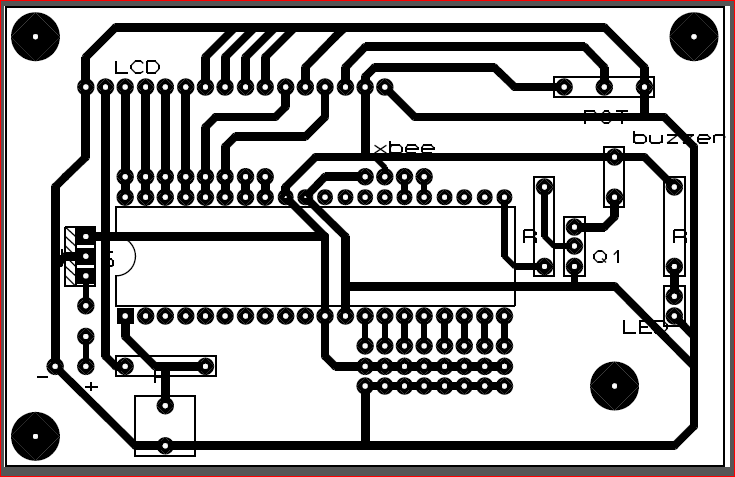 LCD
POT
buzzer
xbee
R
R
Q1
LED
-
+